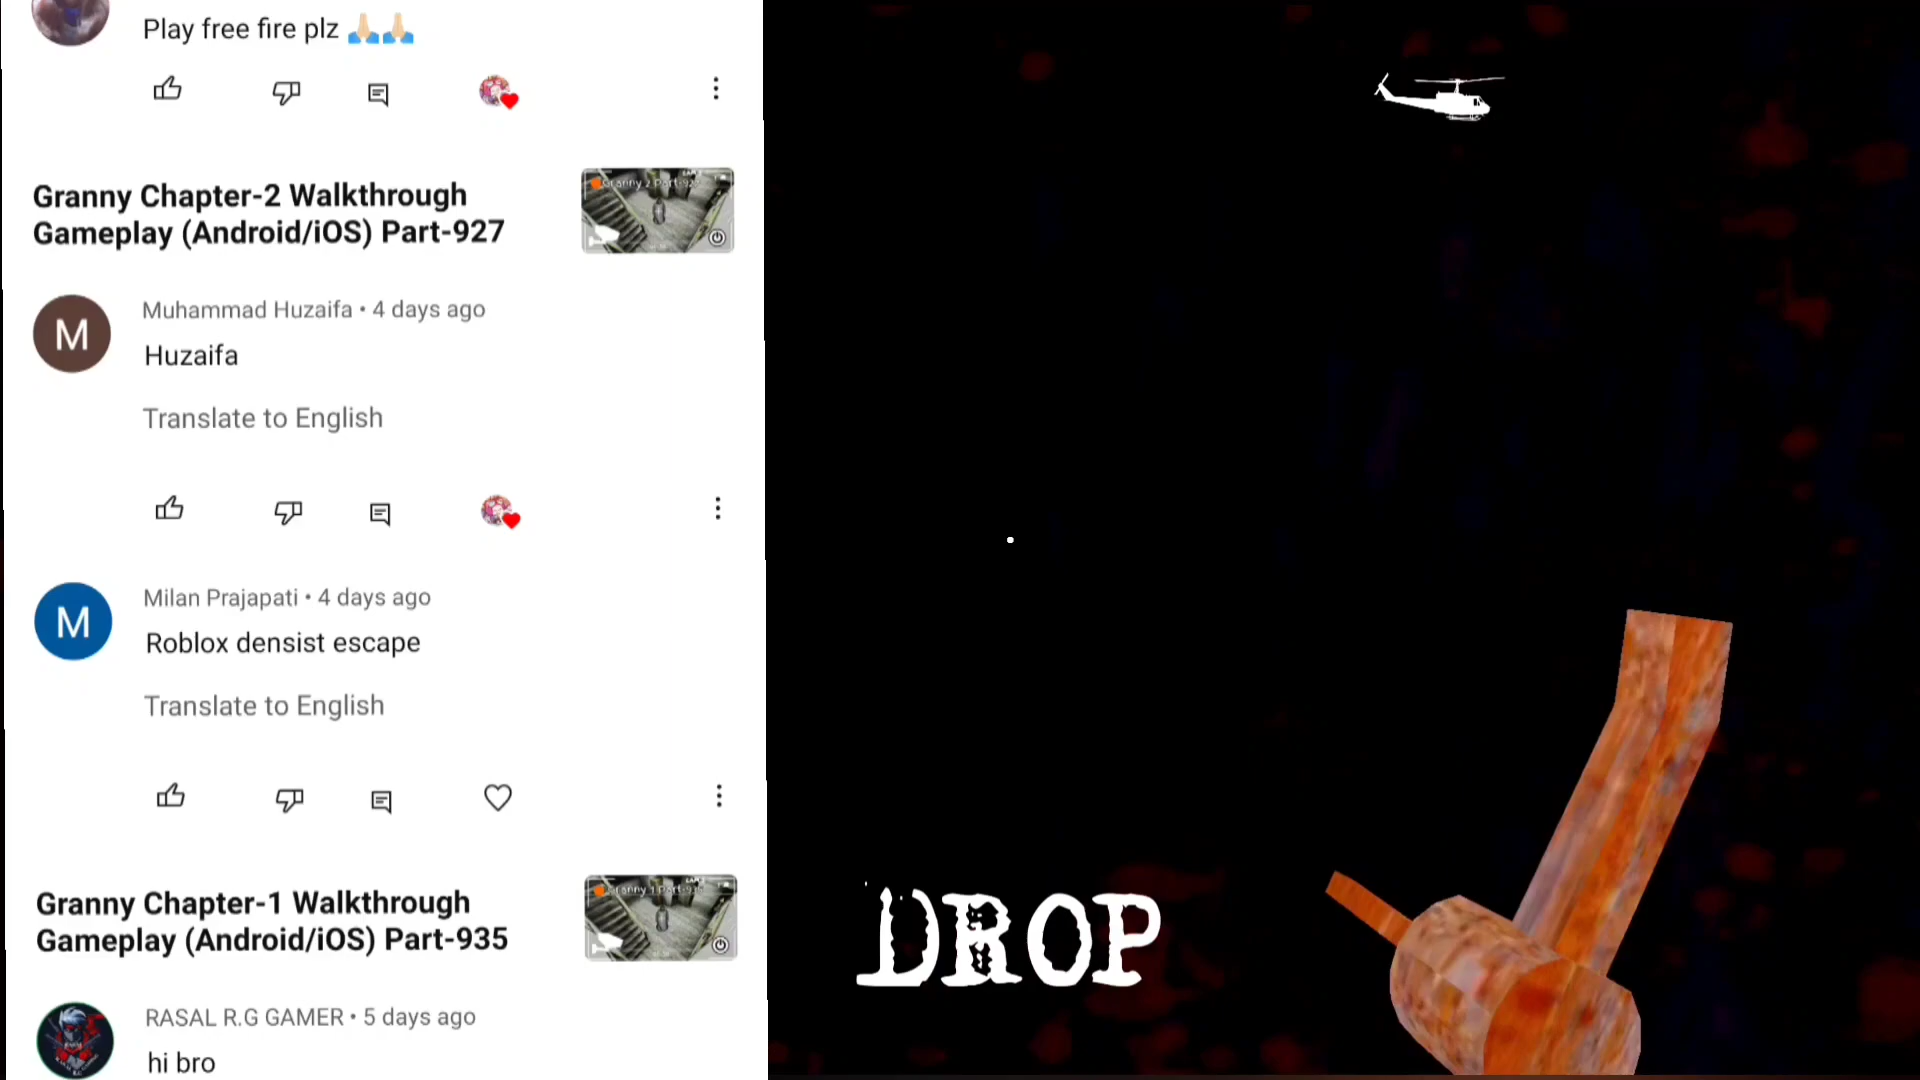 Play free fire plz 🙏🏻🙏🏻
Granny Chapter-2 Walkthrough
Gameplay (Android/iOS) Part-927
Muhammad Huzaifa • 4 days ago
Huzaifa
Translate to English
Milan Prajapati • 4 days ago
Roblox densist escape
Translate to English
Granny Chapter-1 Walkthrough
Gameplay (Android/iOS) Part-935
RASAL R.G GAMER • 5 days ago
hi bro
M
M
DROP